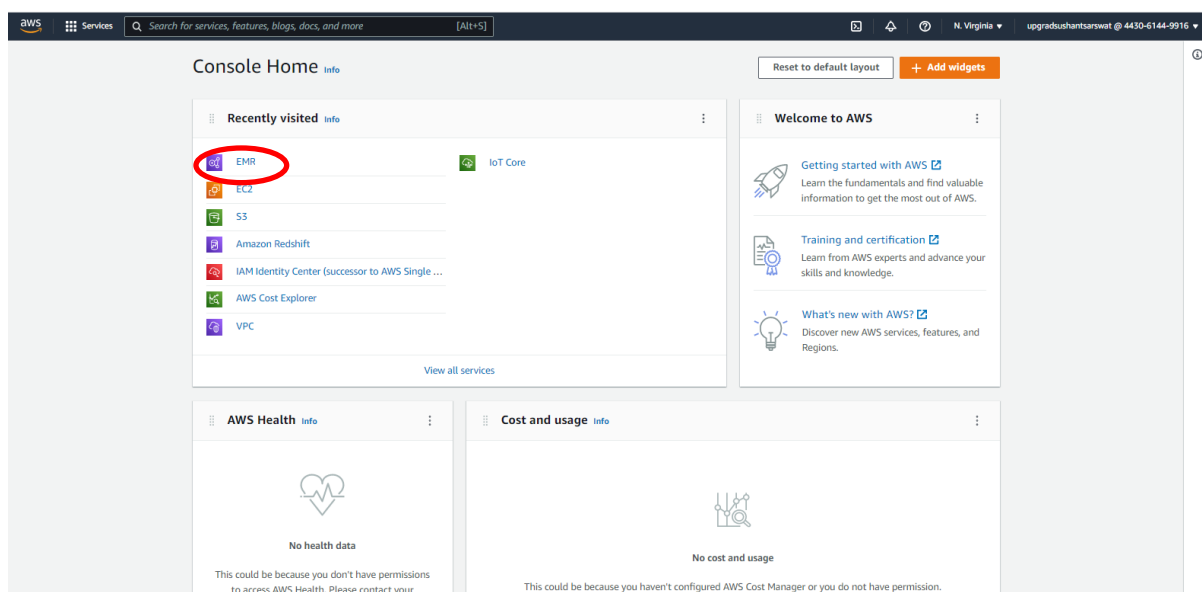 aws
Services
Search for services, features, blogs, docs, and more
[Alt+S]
N. Virginia ▼
upgradsushantsarswat @ 4430-6144-9916 ▼
Console Home Info
Reset to default layout
+ Add widgets
Recently visited Info
EMR
EC2
S3
Amazon Redshift
IAM Identity Center (successor to AWS Single ...
AWS Cost Explorer
VPC
IoT Core
View all services
Welcome to AWS
Getting started with AWS
Learn the fundamentals and find valuable
information to get the most out of AWS.
Training and certification
Learn from AWS experts and advance your
skills and knowledge.
What's new with AWS?
Discover new AWS services, features, and
Regions.
AWS Health Info
No health data
This could be because you don't have permissions
to access AWS Health. Please contact your
Cost and usage Info
No cost and usage
This could be because you haven't configured AWS Cost Manager or you do not have permission.